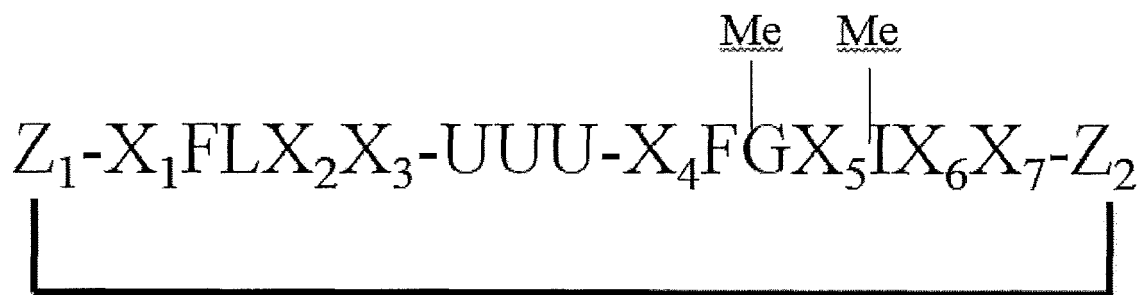 Me Me
Z₁-X₁FLX₂X₃-UUU-X₄FGX₅IX₆X₇-Z₂